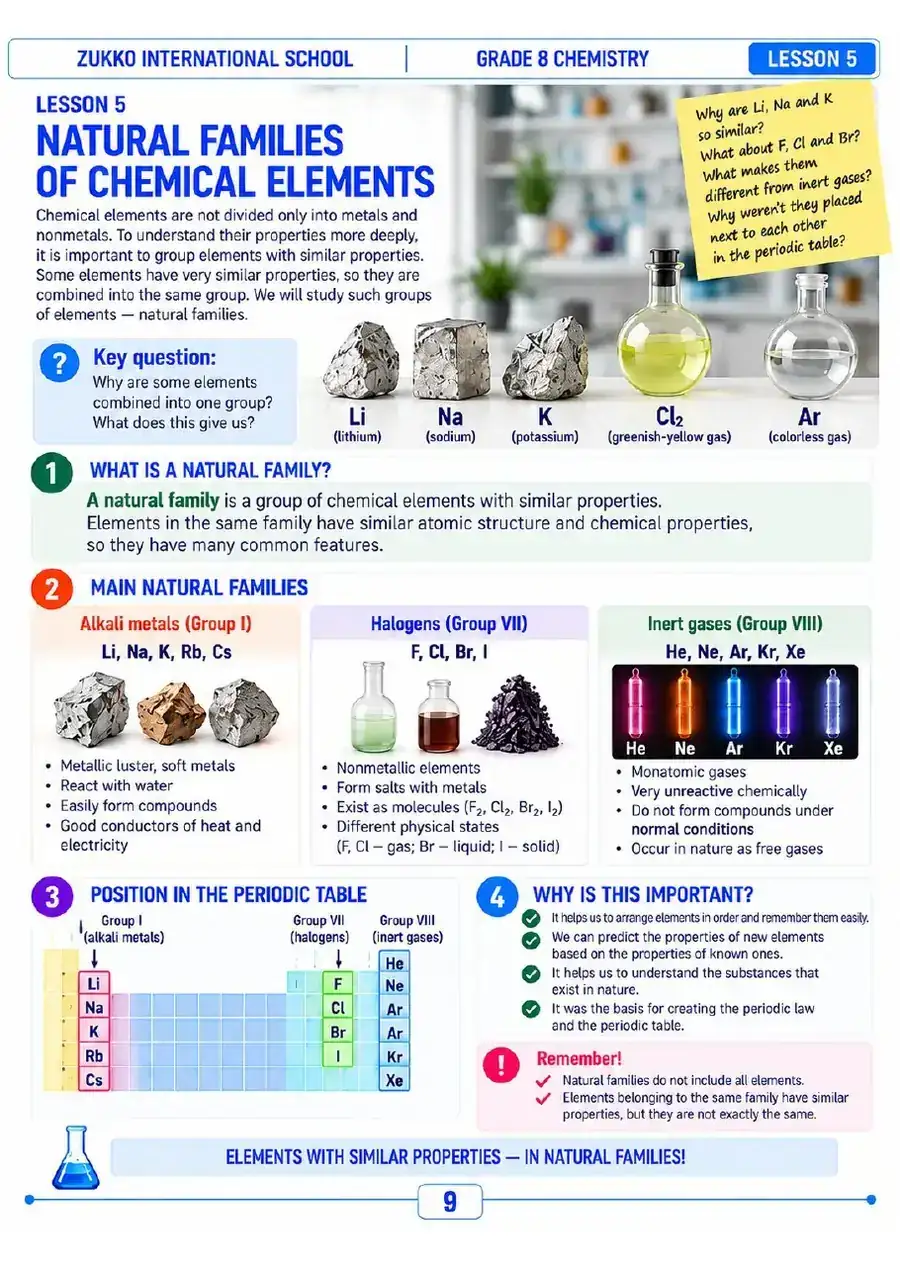 ZUKKO INTERNATIONAL SCHOOL
GRADE 8 CHEMISTRY
LESSON 5
LESSON 5
NATURAL FAMILIES
OF CHEMICAL ELEMENTS
Chemical elements are not divided only into metals and
nonmetals. To understand their properties more deeply,
it is important to group elements with similar properties.
Some elements have very similar properties, so they are
combined into the same group. We will study such groups
of elements — natural families.
Why are Li, Na and K
so similar?
What about F, Cl and Br?
What makes them
different from inert gases?
Why weren't they placed
next to each other
in the periodic table?
?
Key question:
Why are some elements
combined into one group?
What does this give us?
Li
(lithium)
Na
(sodium)
K
(potassium)
Cl₂
(greenish-yellow gas)
Ar
(colorless gas)
1
WHAT IS A NATURAL FAMILY?
A natural family is a group of chemical elements with similar properties.
Elements in the same family have similar atomic structure and chemical properties,
so they have many common features.
2
MAIN NATURAL FAMILIES
Alkali metals (Group I)
Li, Na, K, Rb, Cs
• Metallic luster, soft metals
• React with water
• Easily form compounds
• Good conductors of heat and
electricity
Halogens (Group VII)
F, Cl, Br, I
• Nonmetallic elements
• Form salts with metals
• Exist as molecules (F₂, Cl₂, Br₂, I₂)
• Different physical states
(F, Cl – gas; Br – liquid; I – solid)
Inert gases (Group VIII)
He, Ne, Ar, Kr, Xe
He Ne Ar Kr Xe
• Monatomic gases
• Very unreactive chemically
• Do not form compounds under
normal conditions
• Occur in nature as free gases
3
POSITION IN THE PERIODIC TABLE
Group I
(alkali metals)
Group VII
(halogens)
Group VIII
(inert gases)
He
Li F Ne
Na Cl Ar
K Br Ar
Rb I Kr
Cs Xe
4
WHY IS THIS IMPORTANT?
It helps us to arrange elements in order and remember them easily.
We can predict the properties of new elements
based on the properties of known ones.
It helps us to understand the substances that
exist in nature.
It was the basis for creating the periodic law
and the periodic table.
!
Remember!
Natural families do not include all elements.
Elements belonging to the same family have similar
properties, but they are not exactly the same.
ELEMENTS WITH SIMILAR PROPERTIES — IN NATURAL FAMILIES!
9